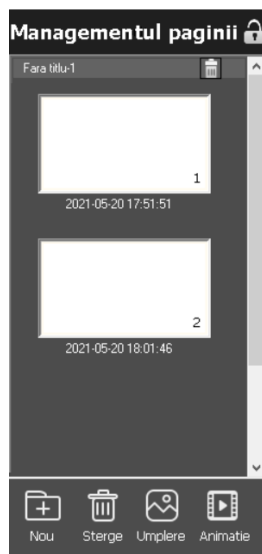 Managementul paginii
Fara titlu-1
1
2021-05-20 17:51:51
2
2021-05-20 18:01:46
Nou Sterge Umplere Animatie